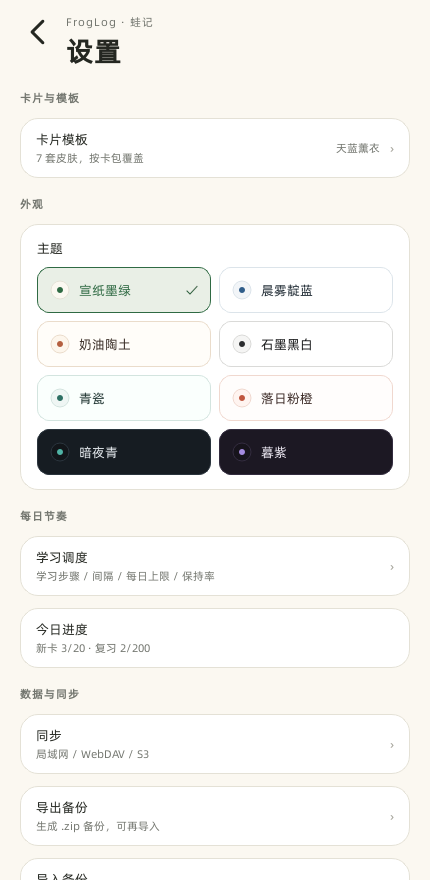 FrogLog · 蛙记
设置
卡片与模板
卡片模板
7 套皮肤，按卡包覆盖
天蓝薰衣 ›
外观
主题
宣纸墨绿
晨雾靛蓝
奶油陶土
石墨黑白
青瓷
落日粉橙
暗夜青
暮紫
每日节奏
学习调度
学习步骤 / 间隔 / 每日上限 / 保持率
›
今日进度
新卡 3/20 · 复习 2/200
数据与同步
同步
局域网 / WebDAV / S3
›
导出备份
生成 .zip 备份，可再导入
›
导入备份